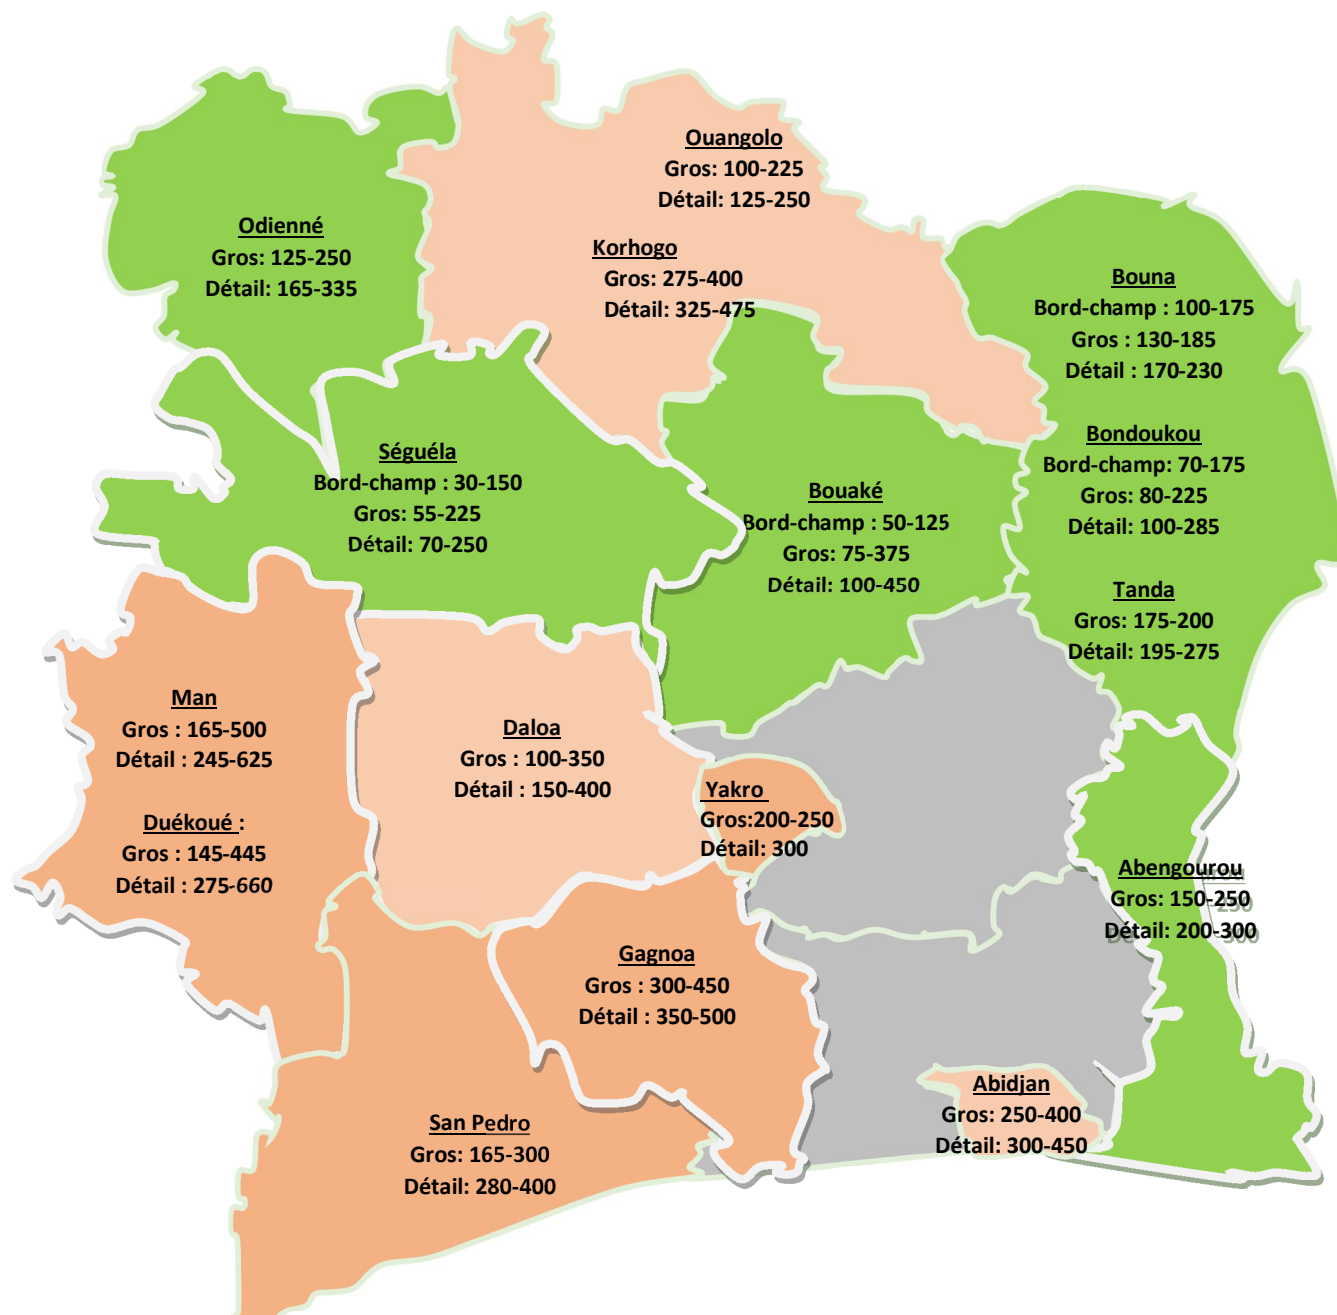 Ouangolo
Gros: 100-225
Détail: 125-250
Odienné
Gros: 125-250
Détail: 165-335
Korhogo
Gros: 275-400
Détail: 325-475
Bouna
Bord-champ : 100-175
Gros : 130-185
Détail : 170-230
Bondoukou
Bord-champ: 70-175
Gros: 80-225
Détail: 100-285
Séguéla
Bord-champ : 30-150
Gros: 55-225
Détail: 70-250
Bouaké
Bord-champ : 50-125
Gros: 75-375
Détail: 100-450
Tanda
Gros: 175-200
Détail: 195-275
Man
Gros : 165-500
Détail : 245-625
Daloa
Gros : 100-350
Détail : 150-400
Yakro
Gros:200-250
Détail: 300
Duékoué :
Gros : 145-445
Détail : 275-660
Abengourou
Gros: 150-250
Détail: 200-300
Gagnoa
Gros : 300-450
Détail : 350-500
Abidjan
Gros: 250-400
Détail: 300-450
San Pedro
Gros: 165-300
Détail: 280-400